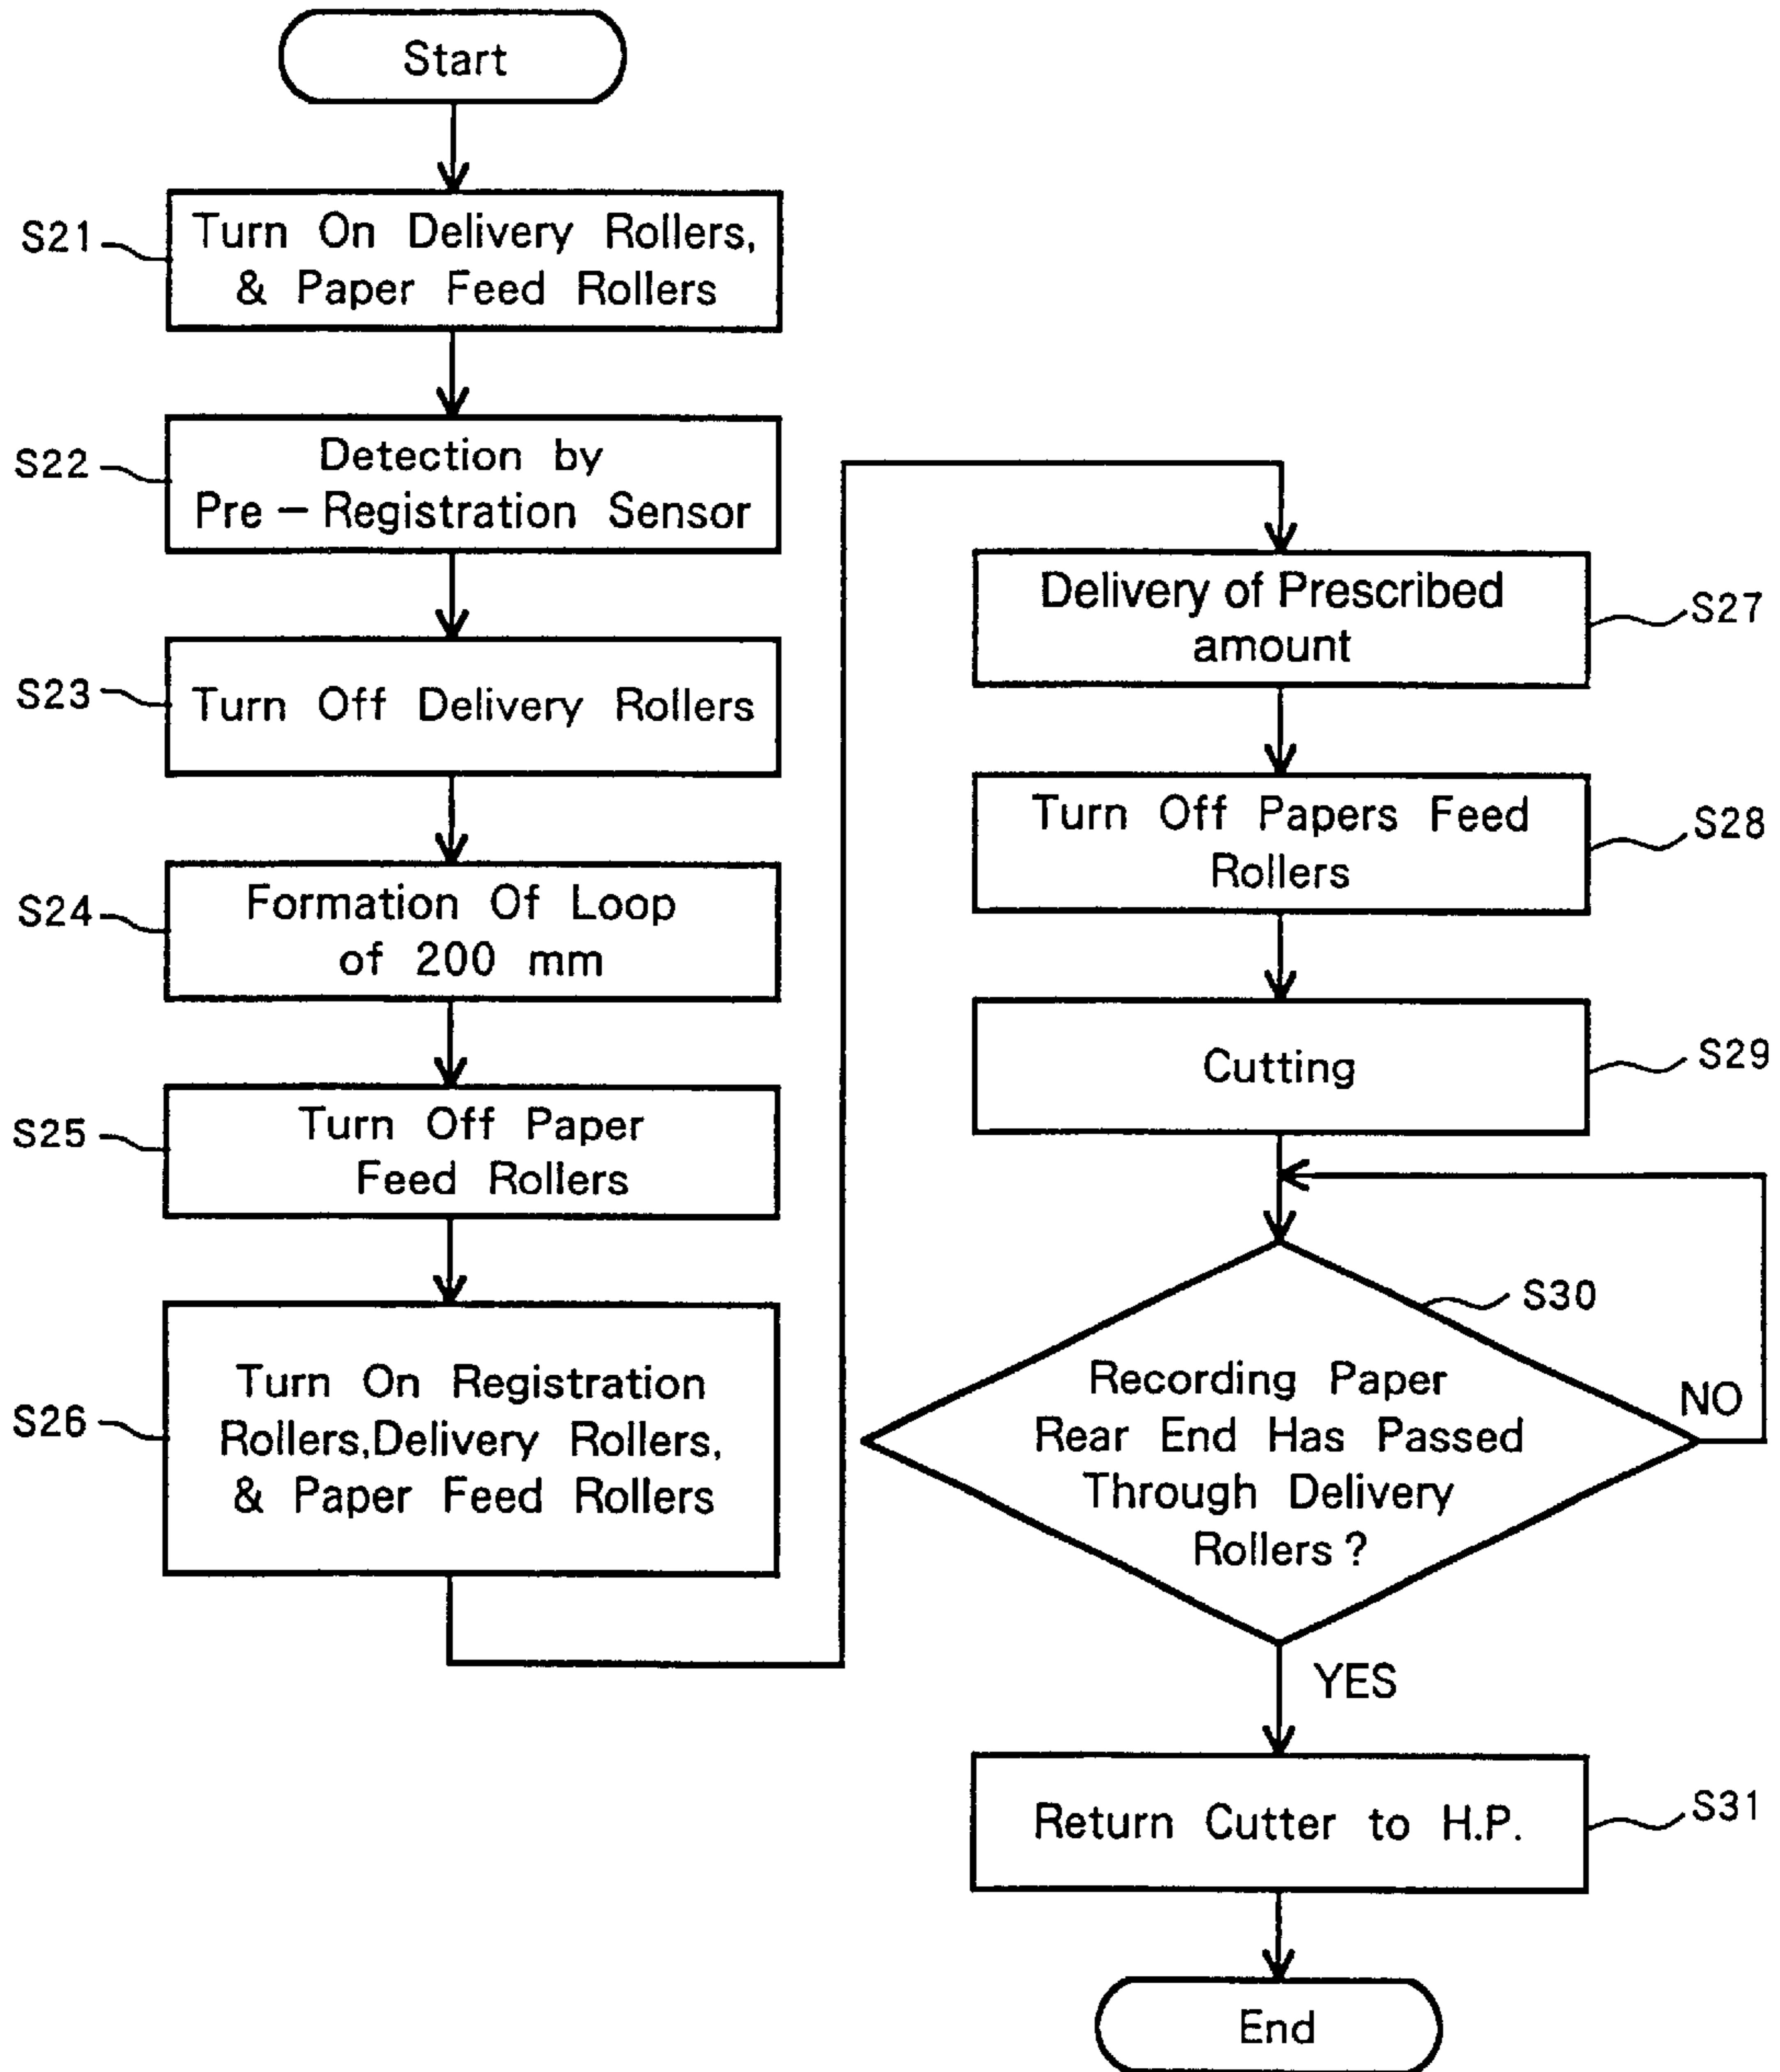 Start
S21
Turn On Delivery Rollers,
& Paper Feed Rollers
S22
Detection by
Pre-Registration Sensor
S23
Turn Off Delivery Rollers
S24
Formation Of Loop
of 200 mm
S25
Turn Off Paper
Feed Rollers
S26
Turn On Registration
Rollers,Delivery Rollers,
& Paper Feed Rollers
Delivery of Prescribed
amount
S27
Turn Off Papers Feed
Rollers
S28
Cutting
S29
S30
Recording Paper
Rear End Has Passed
Through Delivery
Rollers?
NO
YES
Return Cutter to H.P.
S31
End